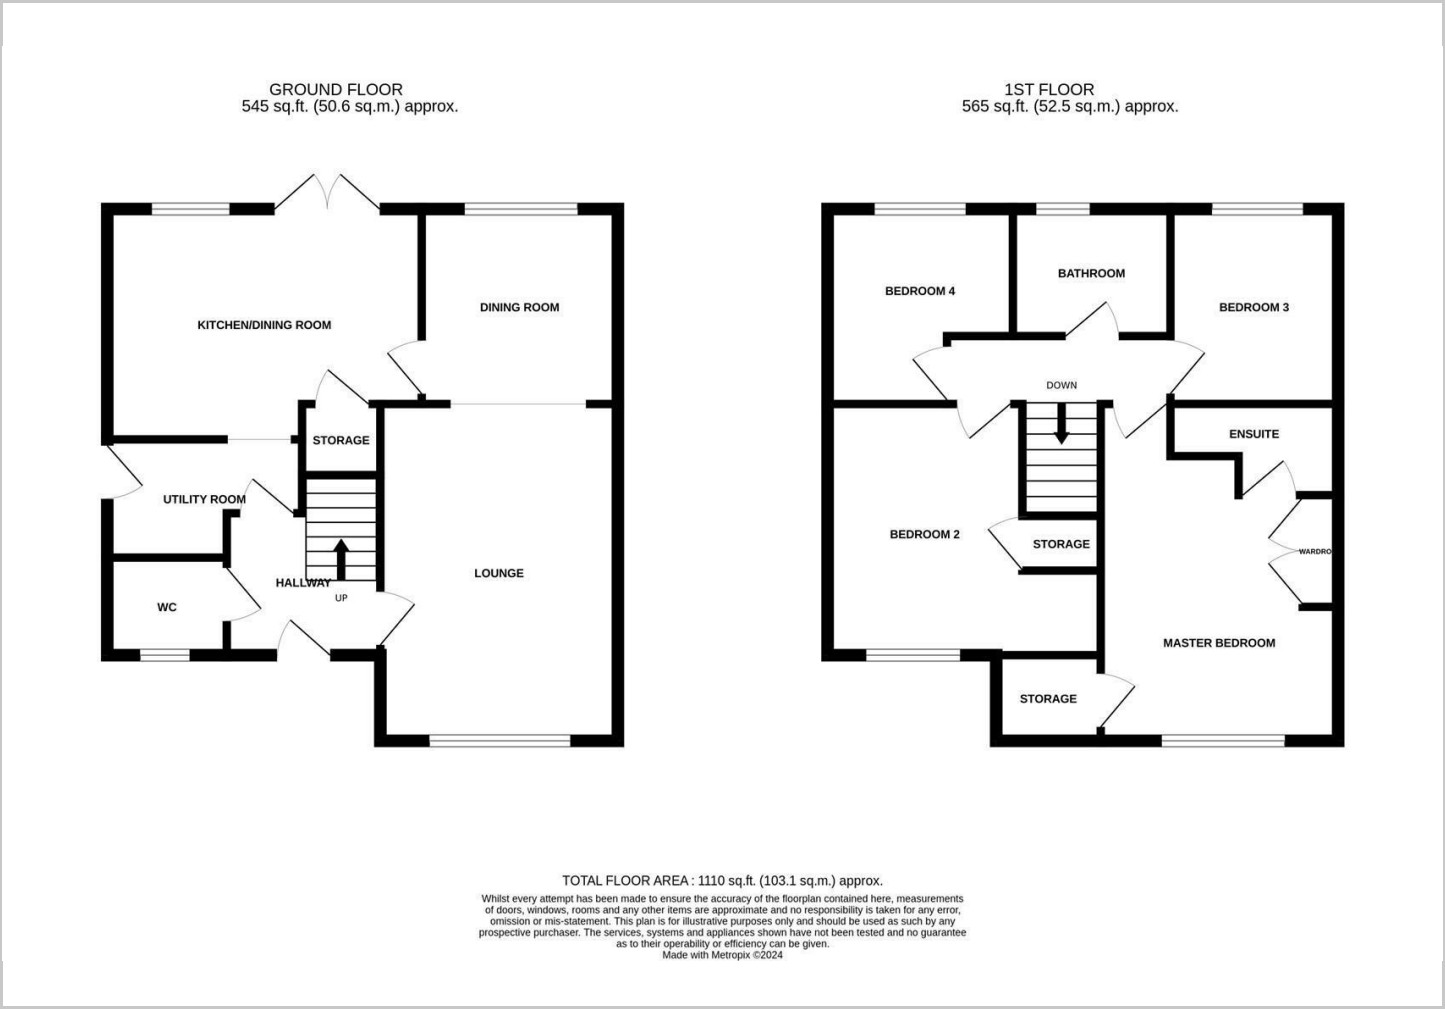 GROUND FLOOR
545 sq.ft. (50.6 sq.m.) approx.
1ST FLOOR
565 sq.ft. (52.5 sq.m.) approx.
KITCHEN/DINING ROOM
DINING ROOM
STORAGE
UTILITY ROOM
HALLWAY
UP
WC
LOUNGE
BEDROOM 4
BATHROOM
BEDROOM 3
DOWN
ENSUITE
BEDROOM 2
STORAGE
WARDRO
MASTER BEDROOM
STORAGE
TOTAL FLOOR AREA : 1110 sq.ft. (103.1 sq.m.) approx.
Whilst every attempt has been made to ensure the accuracy of the floorplan contained here, measurements
of doors, windows, rooms and any other items are approximate and no responsibility is taken for any error,
omission or mis-statement. This plan is for illustrative purposes only and should be used as such by any
prospective purchaser. The services, systems and appliances shown have not been tested and no guarantee
as to their operability or efficiency can be given.
Made with Metropix ©2024